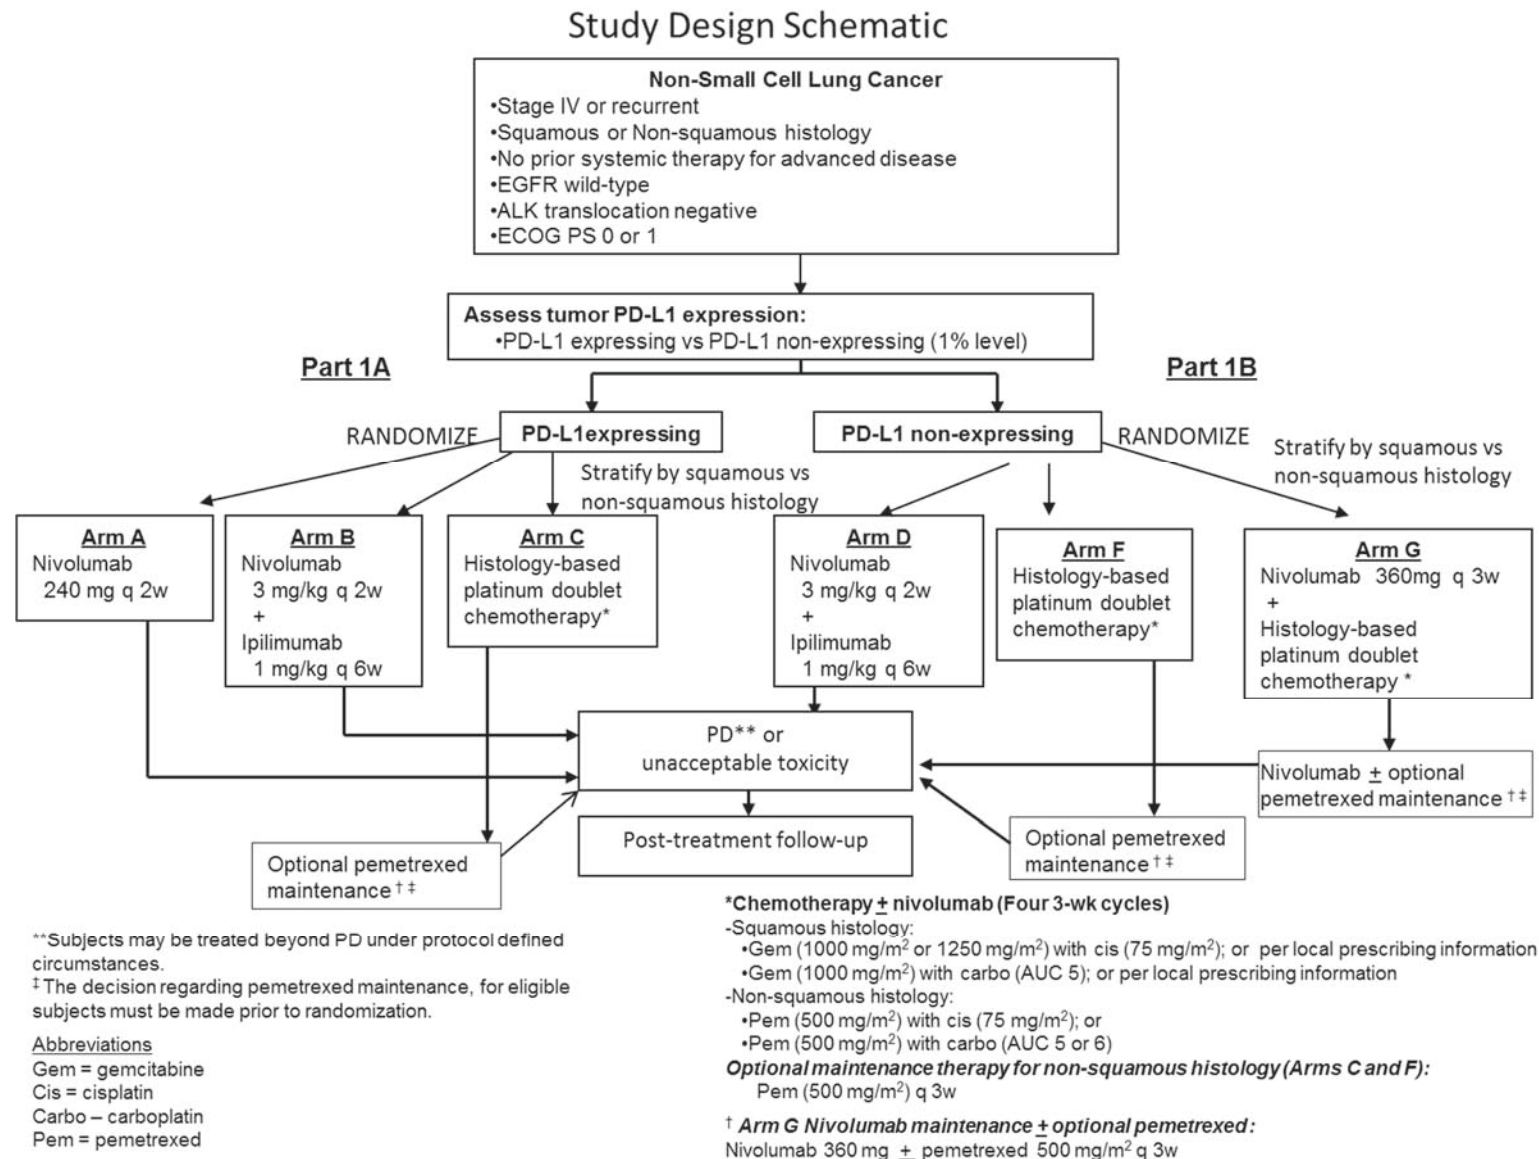 Study Design Schematic
Non-Small Cell Lung Cancer
•Stage IV or recurrent
•Squamous or Non-squamous histology
•No prior systemic therapy for advanced disease
•EGFR wild-type
•ALK translocation negative
•ECOG PS 0 or 1
Assess tumor PD-L1 expression:
•PD-L1 expressing vs PD-L1 non-expressing (1% level)
Part 1A
Part 1B
RANDOMIZE
PD-L1expressing
PD-L1 non-expressing
RANDOMIZE
Stratify by squamous vs
non-squamous histology
Stratify by squamous vs
non-squamous histology
Arm A
Nivolumab
240 mg q 2w
Arm B
Nivolumab
3 mg/kg q 2w
+
Ipilimumab
1 mg/kg q 6w
Arm C
Histology-based
platinum doublet
chemotherapy*
Arm D
Nivolumab
3 mg/kg q 2w
+
Ipilimumab
1 mg/kg q 6w
Arm F
Histology-based
platinum doublet
chemotherapy*
Arm G
Nivolumab 360mg q 3w
+
Histology-based
platinum doublet
chemotherapy *
PD** or
unacceptable toxicity
Nivolumab ± optional
pemetrexed maintenance † ‡
Post-treatment follow-up
Optional pemetrexed
maintenance † ‡
Optional pemetrexed
maintenance † ‡
**Subjects may be treated beyond PD under protocol defined
circumstances.
‡ The decision regarding pemetrexed maintenance, for eligible
subjects must be made prior to randomization.
Abbreviations
Gem = gemcitabine
Cis = cisplatin
Carbo – carboplatin
Pem = pemetrexed
*Chemotherapy ± nivolumab (Four 3-wk cycles)
-Squamous histology:
•Gem (1000 mg/m² or 1250 mg/m²) with cis (75 mg/m²); or per local prescribing information
•Gem (1000 mg/m²) with carbo (AUC 5); or per local prescribing information
-Non-squamous histology:
•Pem (500 mg/m²) with cis (75 mg/m²); or
•Pem (500 mg/m²) with carbo (AUC 5 or 6)
Optional maintenance therapy for non-squamous histology (Arms C and F):
Pem (500 mg/m²) q 3w
† Arm G Nivolumab maintenance ± optional pemetrexed:
Nivolumab 360 mg ± pemetrexed 500 mg/m² q 3w